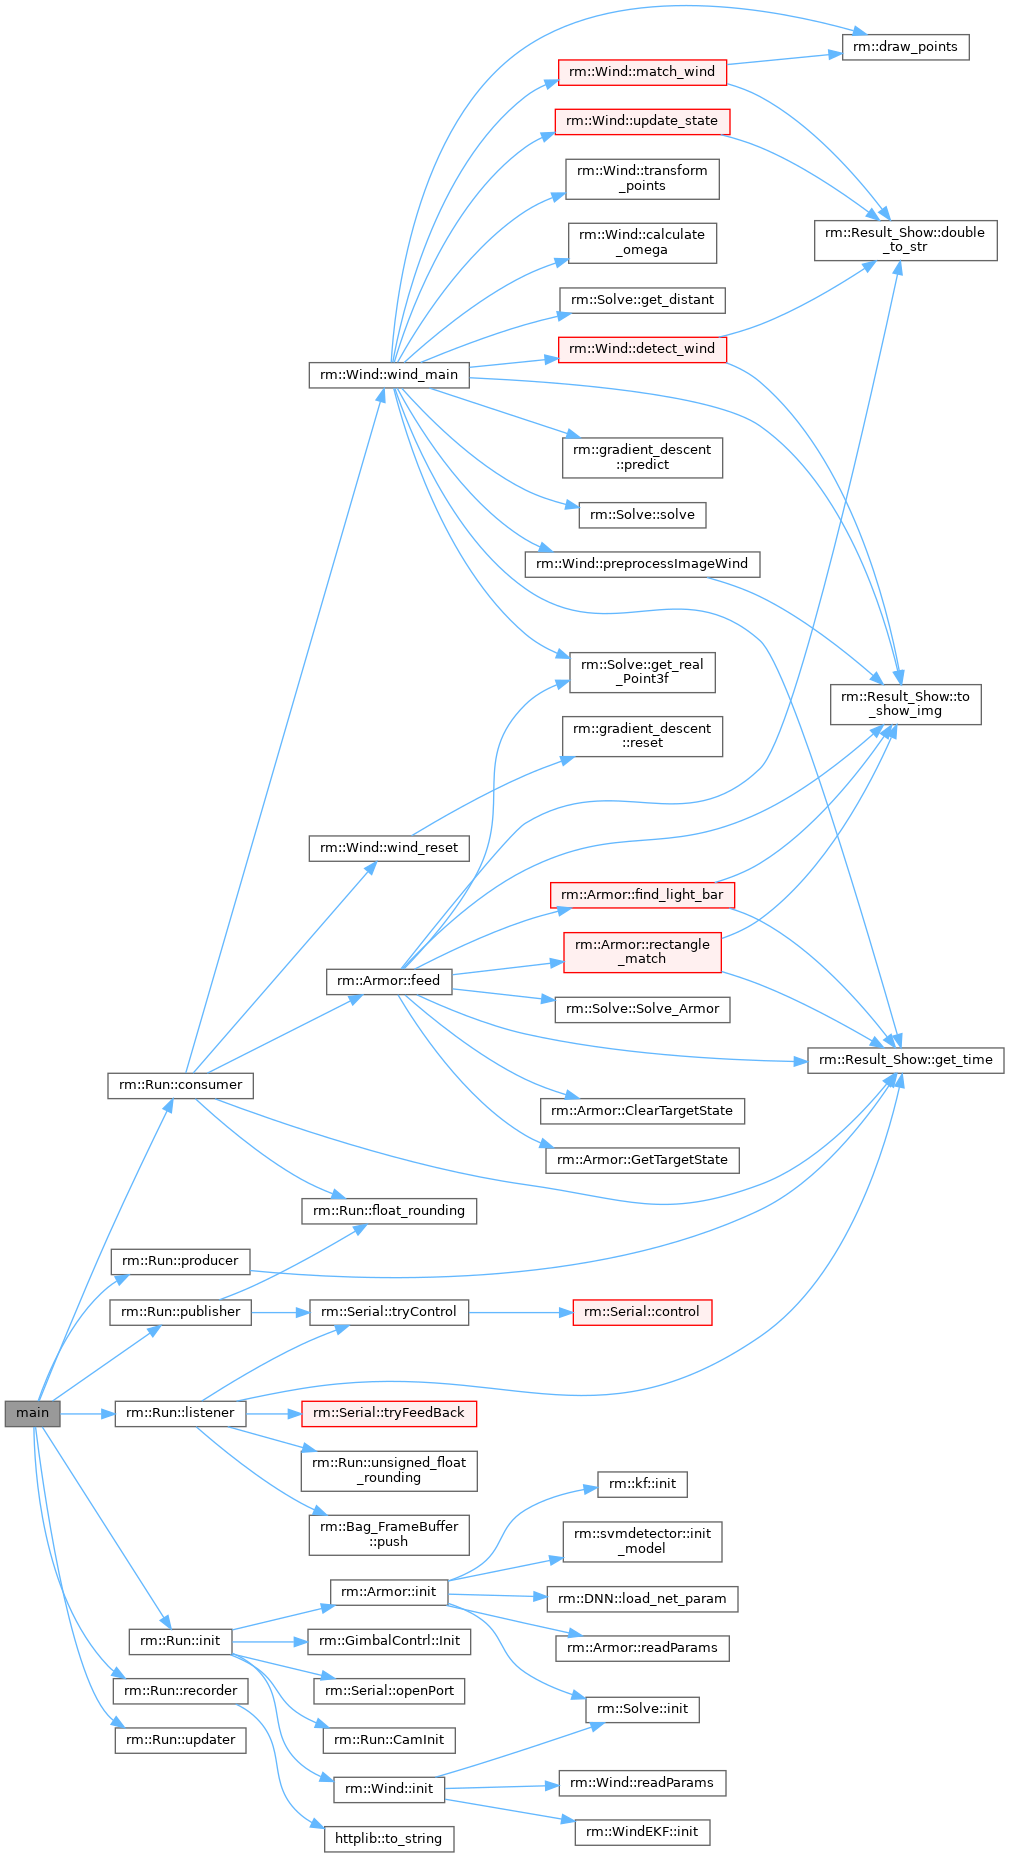 rm::draw_points
rm::Wind::match_wind
rm::Wind::update_state
rm::Wind::transform
_points
rm::Wind::calculate
_omega
rm::Result_Show::double
_to_str
rm::Solve::get_distant
rm::Wind::detect_wind
rm::Wind::wind_main
rm::gradient_descent
::predict
rm::Solve::solve
rm::Wind::preprocessImageWind
rm::Solve::get_real
_Point3f
rm::Result_Show::to
_show_img
rm::gradient_descent
::reset
rm::Wind::wind_reset
rm::Armor::find_light_bar
rm::Armor::rectangle
_match
rm::Armor::feed
rm::Solve::Solve_Armor
rm::Result_Show::get_time
rm::Run::consumer
rm::Armor::ClearTargetState
rm::Armor::GetTargetState
rm::Run::float_rounding
rm::Run::producer
rm::Run::publisher
rm::Serial::tryControl
rm::Serial::control
main
rm::Run::listener
rm::Serial::tryFeedBack
rm::Run::unsigned_float
_rounding
rm::kf::init
rm::Bag_FrameBuffer
::push
rm::svmdetector::init
_model
rm::Armor::init
rm::DNN::load_net_param
rm::Run::init
rm::GimbalContrl::Init
rm::Armor::readParams
rm::Run::recorder
rm::Serial::openPort
rm::Solve::init
rm::Run::updater
rm::Run::CamInit
rm::Wind::init
rm::Wind::readParams
rm::WindEKF::init
httplib::to_string